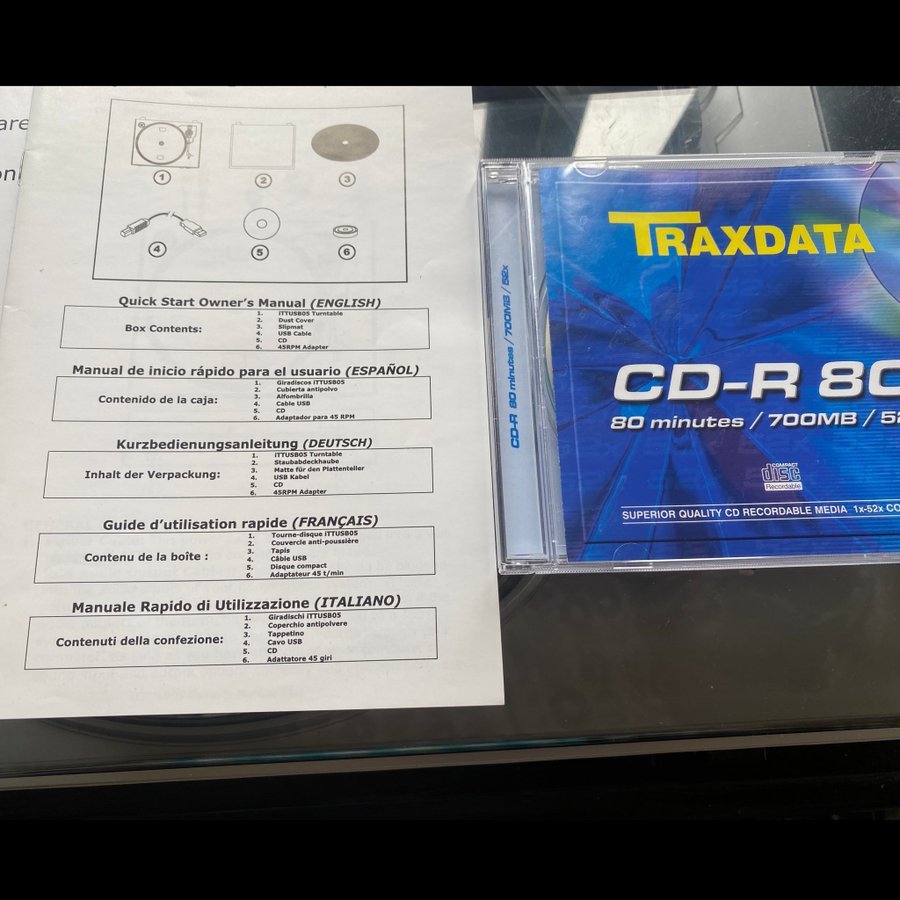 are
on
1
2
3
4
5
6
Quick Start Owner's Manual (ENGLISH)
Box Contents:
1. iTTUSB05 Turntable
2. Dust Cover
3. Slipmat
4. USB Cable
5. CD
6. 45RPM Adapter
Manual de inicio rápido para el usuario (ESPAÑOL)
Contenido de la caja:
1. Giradiscos iTTUSB05
2. Cubierta antipolvo
3. Alfombrilla
4. Cable USB
5. CD
6. Adaptador para 45 RPM
Kurzbedienungsanleitung (DEUTSCH)
Inhalt der Verpackung:
1. iTTUSB05 Turntable
2. Staubabdeckhaube
3. Matte für den Plattenteller
4. USB Kabel
5. CD
6. 45RPM Adapter
Guide d'utilisation rapide (FRANÇAIS)
Contenu de la boîte :
1. Tourne-disque iTTUSB05
2. Couvercle anti-poussière
3. Tapis
4. Câble USB
5. Disque compact
6. Adaptateur 45 t/min
Manuale Rapido di Utilizzazione (ITALIANO)
Contenuti della confezione:
1. Giradischi iTTUSB05
2. Coperchio antipolvere
3. Tappetino
4. Cavo USB
5. CD
6. Adattatore 45 giri
CD-R 80 minutes / 700MB / 52x
TRAXDATA
CD-R 80
80 minutes / 700MB / 52
COMPACT
disc
Recordable
SUPERIOR QUALITY CD RECORDABLE MEDIA 1x-52x CO